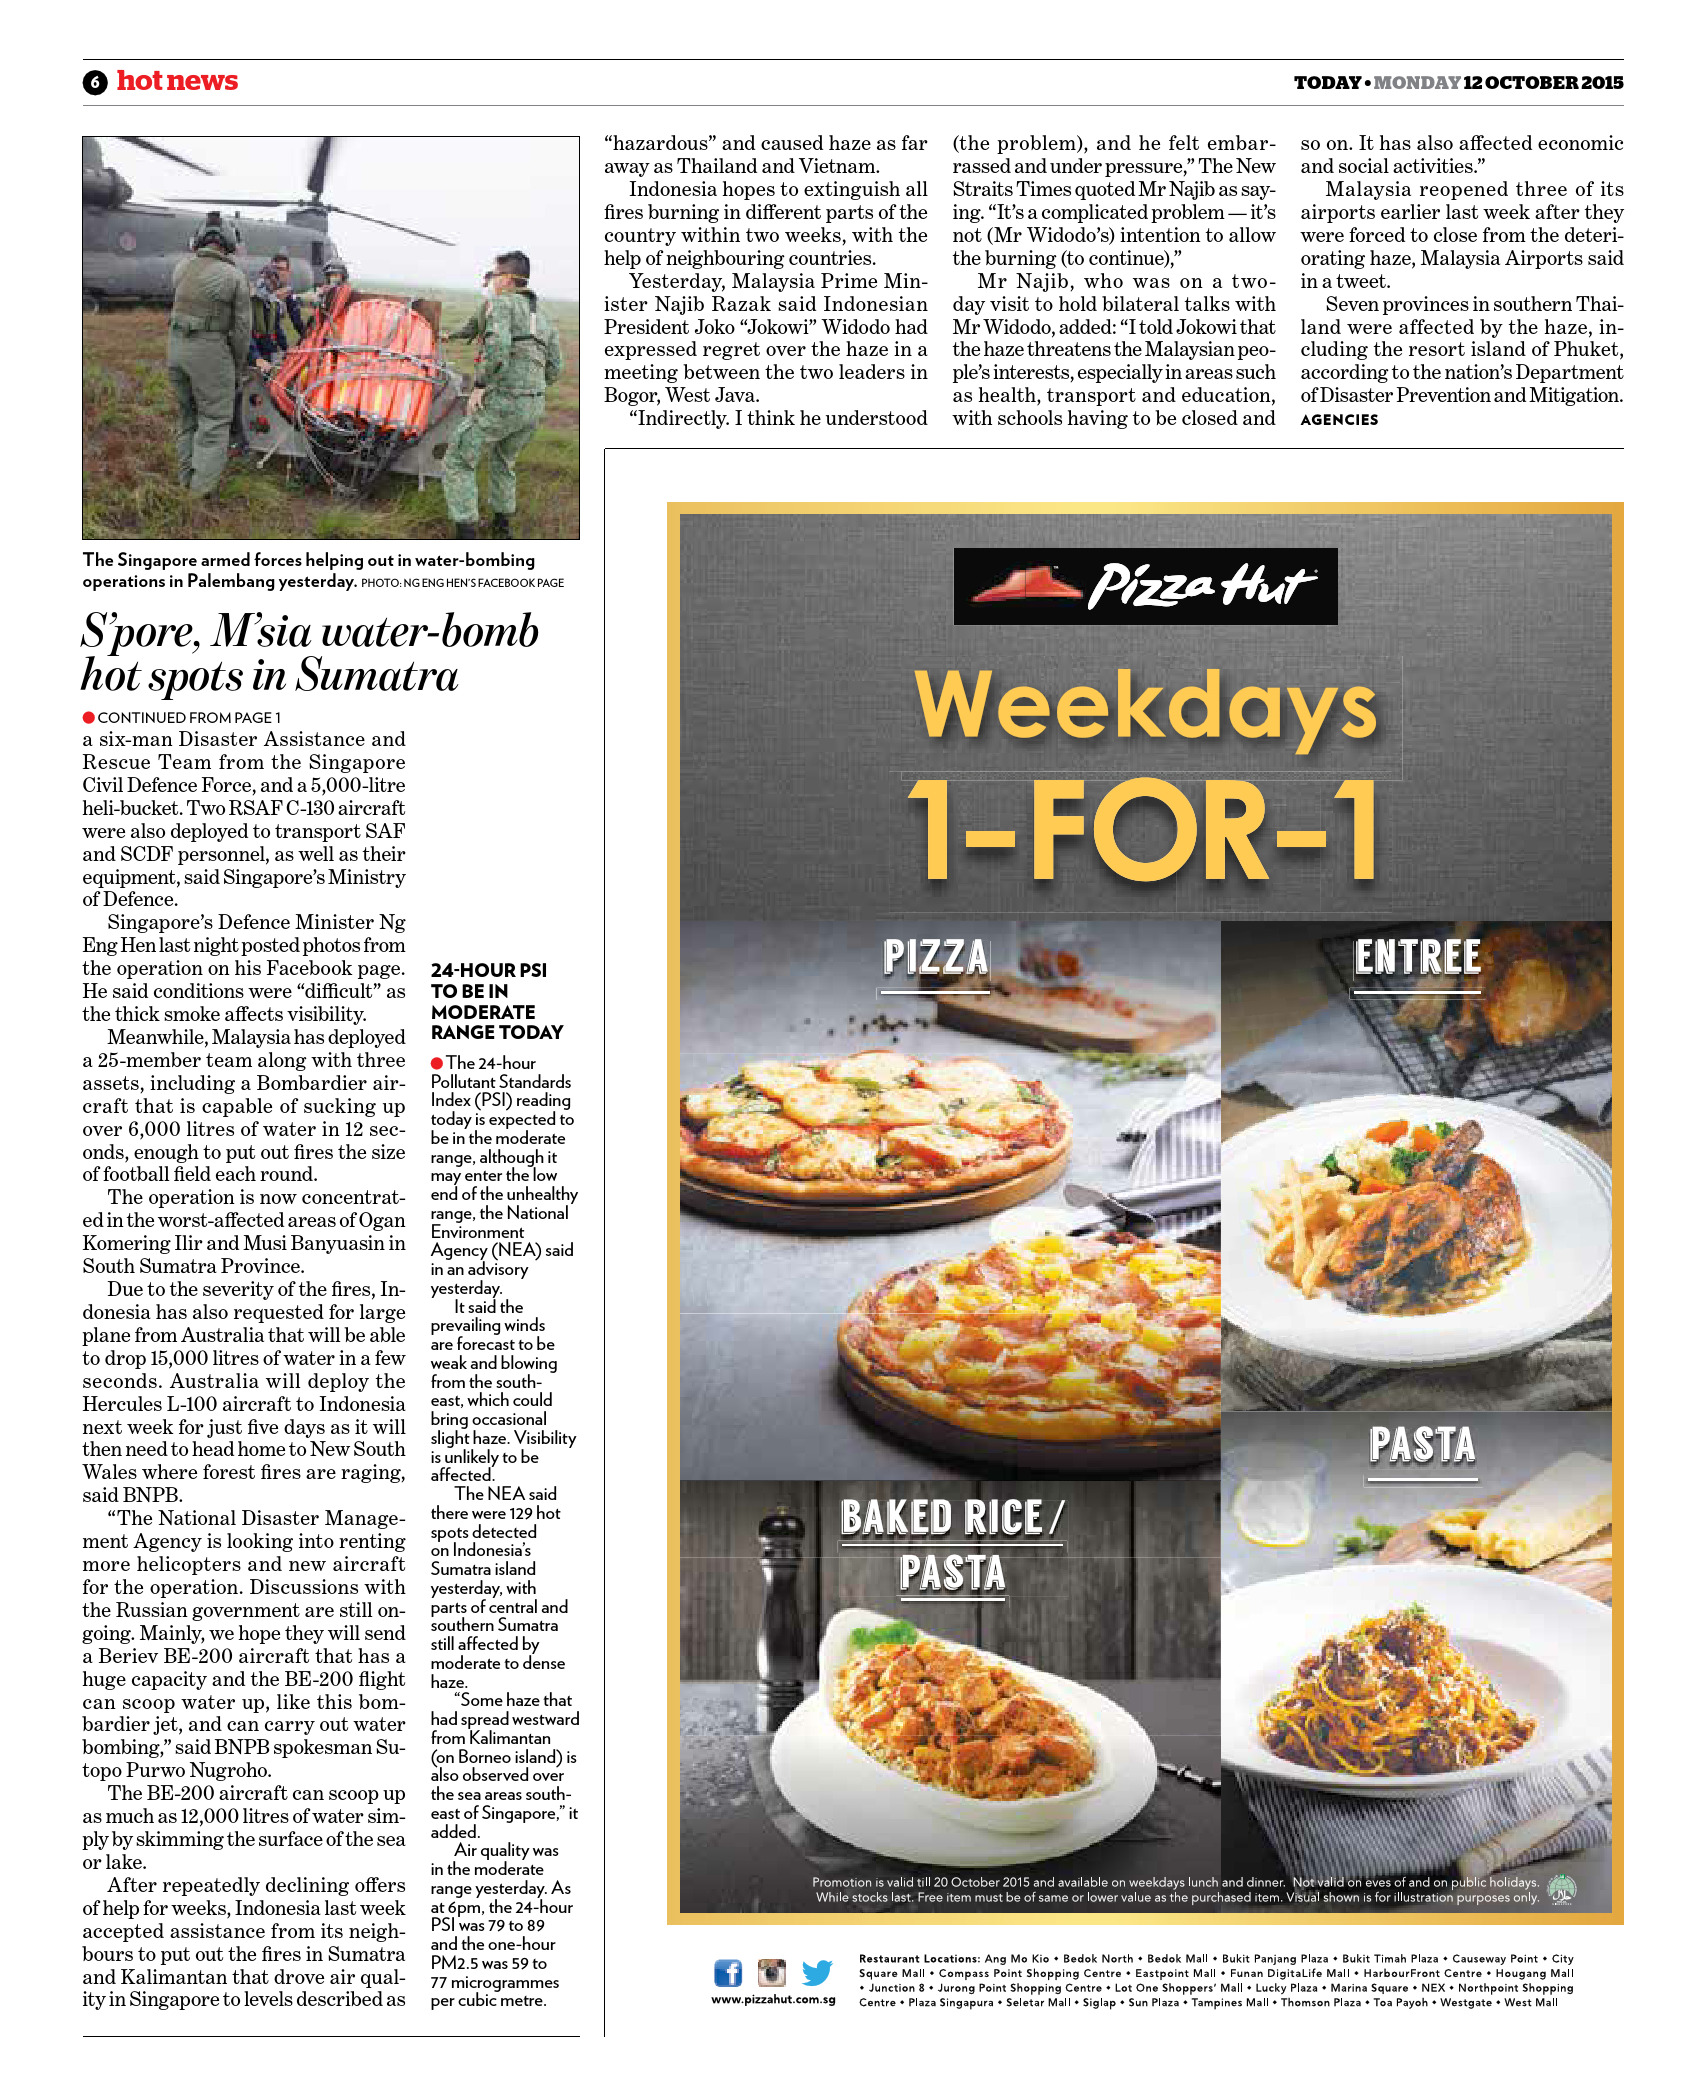 6 hot news
TODAY • MONDAY 12 OCTOBER 2015
The Singapore armed forces helping out in water-bombing
operations in Palembang yesterday. PHOTO: NG ENG HEN'S FACEBOOK PAGE
S'pore, M'sia water-bomb
hot spots in Sumatra
● CONTINUED FROM PAGE 1
a six-man Disaster Assistance and
Rescue Team from the Singapore
Civil Defence Force, and a 5,000-litre
heli-bucket. Two RSAF C-130 aircraft
were also deployed to transport SAF
and SCDF personnel, as well as their
equipment, said Singapore's Ministry
of Defence.
Singapore's Defence Minister Ng
Eng Hen last night posted photos from
the operation on his Facebook page.
He said conditions were “difficult” as
the thick smoke affects visibility.
Meanwhile, Malaysia has deployed
a 25-member team along with three
assets, including a Bombardier air-
craft that is capable of sucking up
over 6,000 litres of water in 12 sec-
onds, enough to put out fires the size
of football field each round.
The operation is now concentrat-
ed in the worst-affected areas of Ogan
Komering Ilir and Musi Banyuasin in
South Sumatra Province.
Due to the severity of the fires, In-
donesia has also requested for large
plane from Australia that will be able
to drop 15,000 litres of water in a few
seconds. Australia will deploy the
Hercules L-100 aircraft to Indonesia
next week for just five days as it will
then need to head home to New South
Wales where forest fires are raging,
said BNPB.
“The National Disaster Manage-
ment Agency is looking into renting
more helicopters and new aircraft
for the operation. Discussions with
the Russian government are still on-
going. Mainly, we hope they will send
a Beriev BE-200 aircraft that has a
huge capacity and the BE-200 flight
can scoop water up, like this bom-
bardier jet, and can carry out water
bombing,” said BNPB spokesman Su-
topo Purwo Nugroho.
The BE-200 aircraft can scoop up
as much as 12,000 litres of water sim-
ply by skimming the surface of the sea
or lake.
After repeatedly declining offers
of help for weeks, Indonesia last week
accepted assistance from its neigh-
bours to put out the fires in Sumatra
and Kalimantan that drove air qual-
ity in Singapore to levels described as
“hazardous” and caused haze as far
away as Thailand and Vietnam.
Indonesia hopes to extinguish all
fires burning in different parts of the
country within two weeks, with the
help of neighbouring countries.
Yesterday, Malaysia Prime Min-
ister Najib Razak said Indonesian
President Joko “Jokowi” Widodo had
expressed regret over the haze in a
meeting between the two leaders in
Bogor, West Java.
“Indirectly. I think he understood
(the problem), and he felt embar-
rassed and under pressure,” The New
Straits Times quoted Mr Najib as say-
ing. “It's a complicated problem — it's
not (Mr Widodo's) intention to allow
the burning (to continue),”
Mr Najib, who was on a two-
day visit to hold bilateral talks with
Mr Widodo, added: “I told Jokowi that
the haze threatens the Malaysian peo-
ple's interests, especially in areas such
as health, transport and education,
with schools having to be closed and
so on. It has also affected economic
and social activities.”
Malaysia reopened three of its
airports earlier last week after they
were forced to close from the deteri-
orating haze, Malaysia Airports said
in a tweet.
Seven provinces in southern Thai-
land were affected by the haze, in-
cluding the resort island of Phuket,
according to the nation's Department
of Disaster Prevention and Mitigation.
AGENCIES
24-HOUR PSI
TO BE IN
MODERATE
RANGE TODAY
● The 24-hour
Pollutant Standards
Index (PSI) reading
today is expected to
be in the moderate
range, although it
may enter the low
end of the unhealthy
range, the National
Environment
Agency (NEA) said
in an advisory
yesterday.
It said the
prevailing winds
are forecast to be
weak and blowing
from the south-
east, which could
bring occasional
slight haze. Visibility
is unlikely to be
affected.
The NEA said
there were 129 hot
spots detected
on Indonesia's
Sumatra island
yesterday, with
parts of central and
southern Sumatra
still affected by
moderate to dense
haze.
“Some haze that
had spread westward
from Kalimantan
(on Borneo island) is
also observed over
the sea areas south-
east of Singapore,” it
added.
Air quality was
in the moderate
range yesterday. As
at 6pm, the 24-hour
PSI was 79 to 89
and the one-hour
PM2.5 was 59 to
77 microgrammes
per cubic metre.
Pizza Hut
Weekdays
1-FOR-1
PIZZA
ENTREE
PASTA
BAKED RICE /
PASTA
Promotion is valid till 20 October 2015 and available on weekdays lunch and dinner. Not valid on eves of and on public holidays.
While stocks last. Free item must be of same or lower value as the purchased item. Visual shown is for illustration purposes only.
www.pizzahut.com.sg
Restaurant Locations: Ang Mo Kio • Bedok North • Bedok Mall • Bukit Panjang Plaza • Bukit Timah Plaza • Causeway Point • City
Square Mall • Compass Point Shopping Centre • Eastpoint Mall • Funan DigitaLife Mall • HarbourFront Centre • Hougang Mall
• Junction 8 • Jurong Point Shopping Centre • Lot One Shoppers' Mall • Lucky Plaza • Marina Square • NEX • Northpoint Shopping
Centre • Plaza Singapura • Seletar Mall • Siglap • Sun Plaza • Tampines Mall • Thomson Plaza • Toa Payoh • Westgate • West Mall